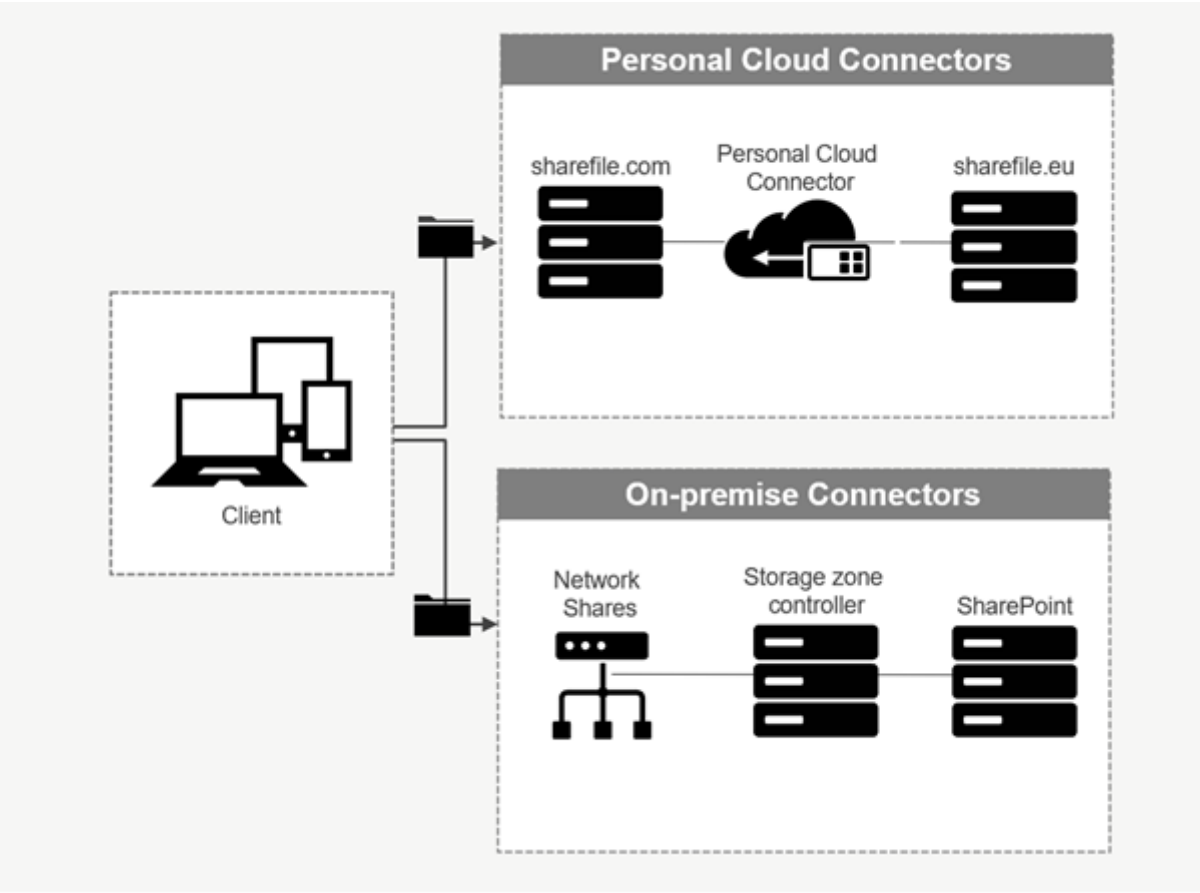 Personal Cloud Connectors
sharefile.com
Personal Cloud
Connector
sharefile.eu
Client
On-premise Connectors
Network
Shares
Storage zone
controller
SharePoint